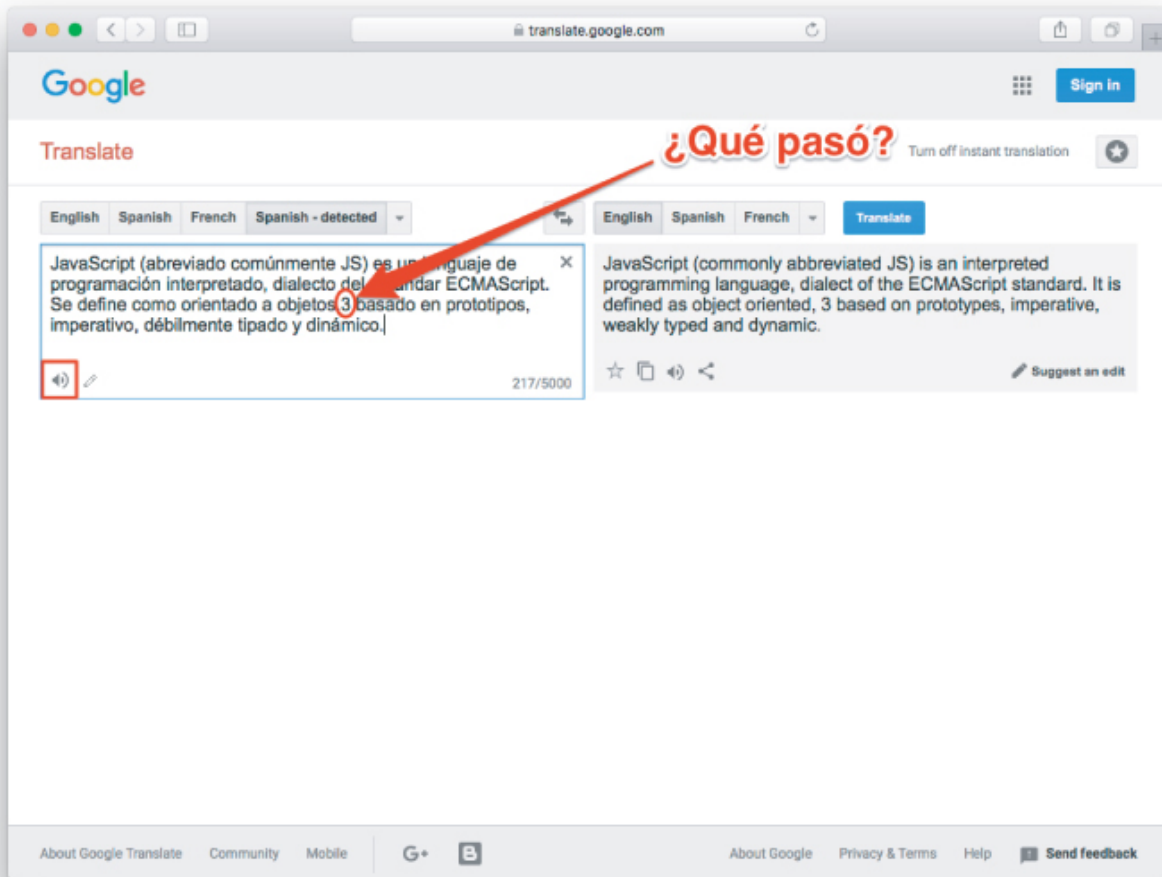 translate.google.com
Google
Sign in
Translate
¿Qué pasó?
Turn off instant translation
English Spanish French Spanish - detected
English Spanish French Translate
JavaScript (abreviado comúnmente JS) es un lenguaje de
programación interpretado, dialecto del ndar ECMAScript.
Se define como orientado a objetos 3 basado en prototipos,
imperativo, débilmente tipado y dinámico.
217/5000
JavaScript (commonly abbreviated JS) is an interpreted
programming language, dialect of the ECMAScript standard. It is
defined as object oriented, 3 based on prototypes, imperative,
weakly typed and dynamic.
Suggest an edit
About Google Translate Community Mobile G+ B About Google Privacy & Terms Help Send feedback